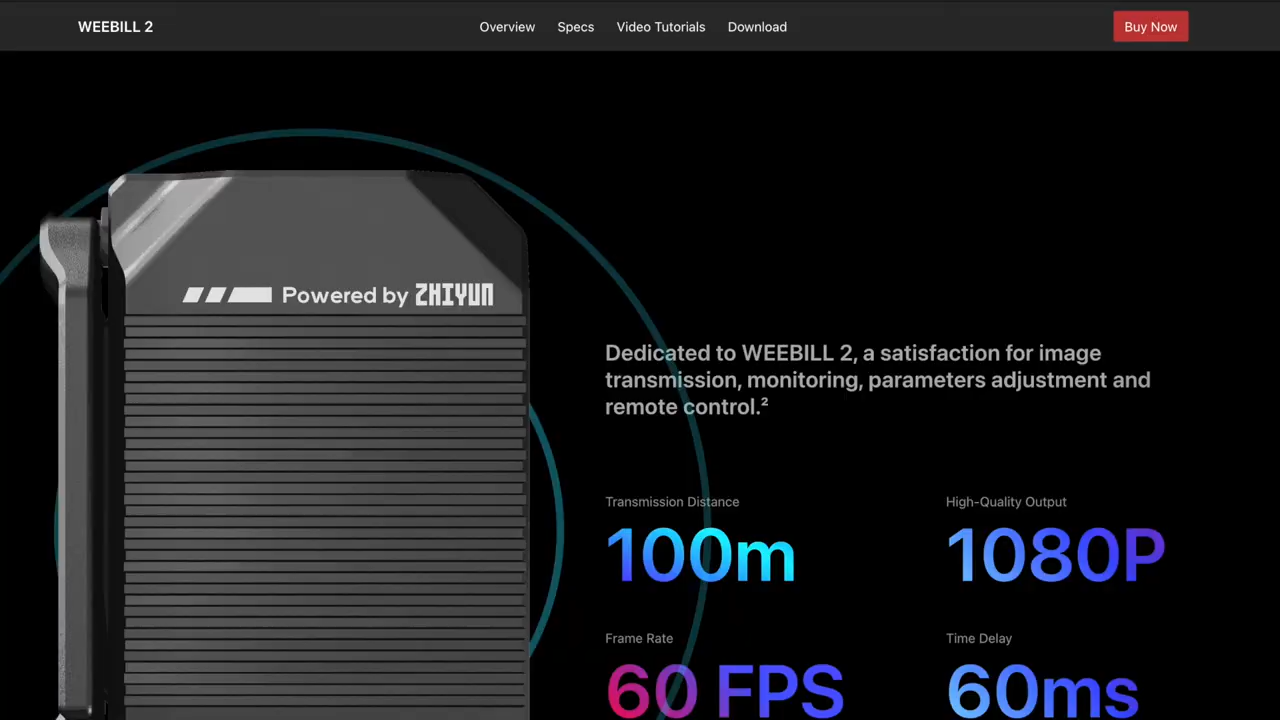 WEEBILL 2
Overview
Specs
Video Tutorials
Download
Buy Now
Powered by ZHIYUN
Dedicated to WEEBILL 2, a satisfaction for image
transmission, monitoring, parameters adjustment and
remote control.²
Transmission Distance
100m
High-Quality Output
1080P
Frame Rate
60 FPS
Time Delay
60ms